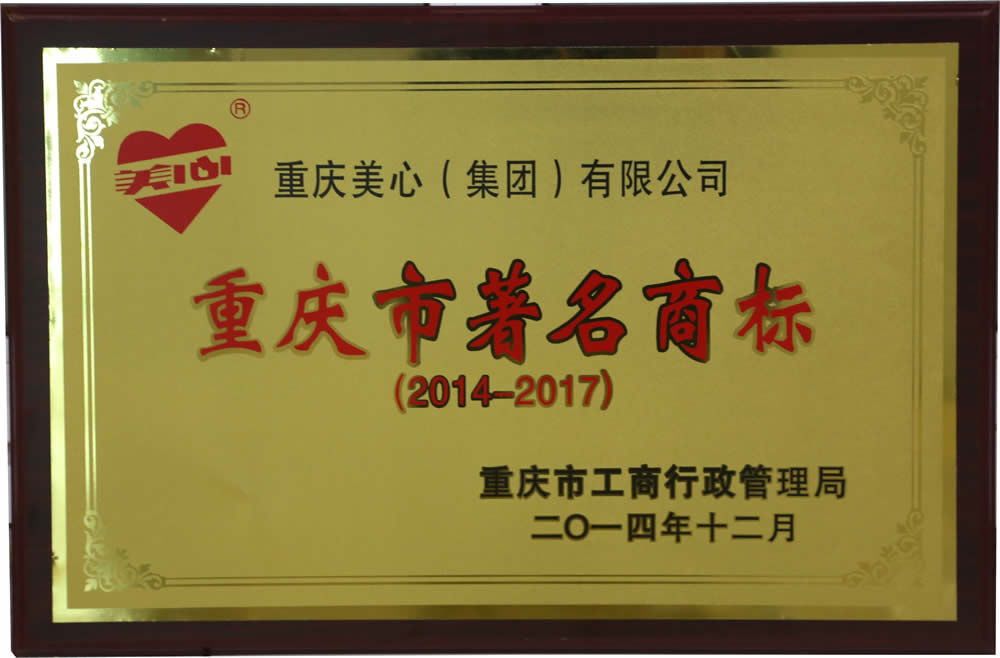 美心®
重庆美心（集团）有限公司
重庆市著名商标
(2014-2017)
重庆市工商行政管理局
二〇一四年十二月